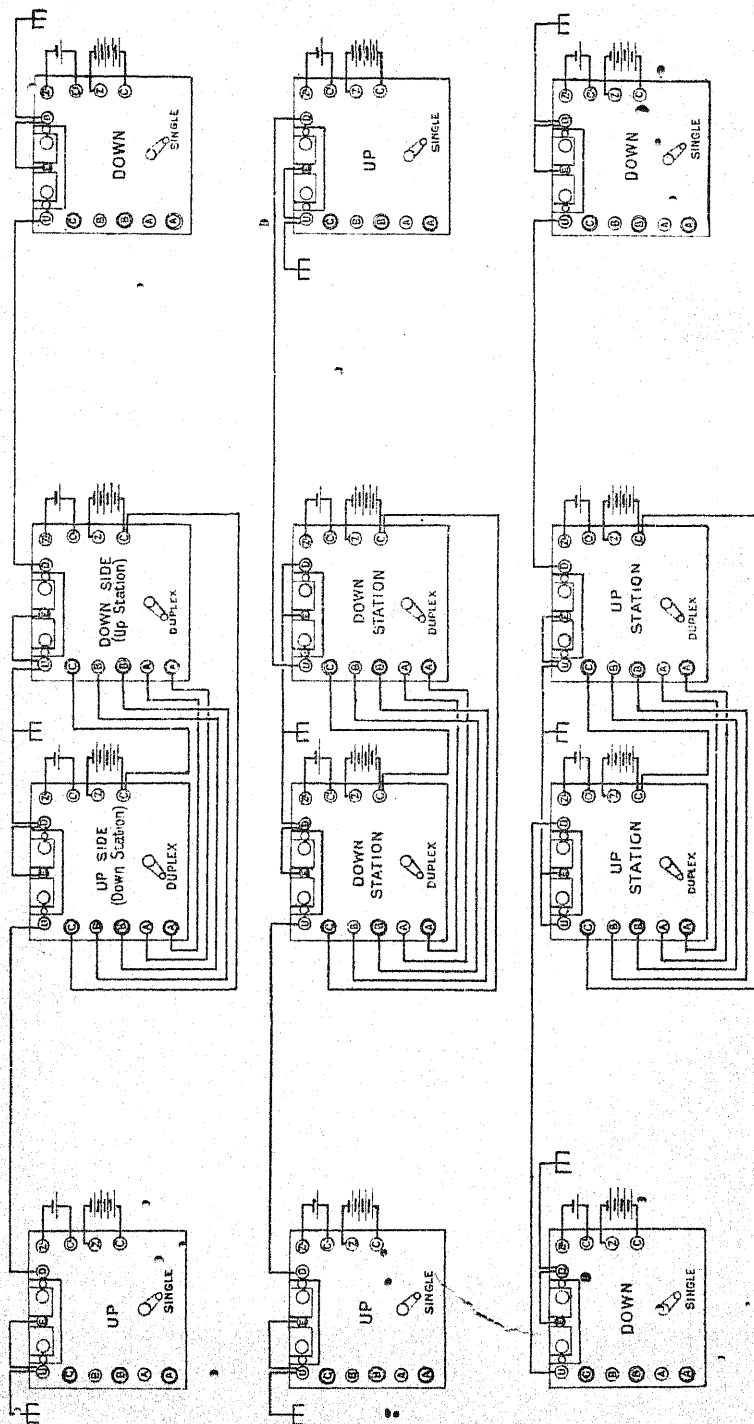 U E D
C Z
B C
B UP
A SINGLE
A
U E D
C Z
B C
B UP SIDE
(Down Station)
A DUPLEX
A
U E D
C Z
B C
B DOWN SIDE
(Up Station)
A DUPLEX
A
U E D
C Z
B C
B DOWN
A SINGLE
A
U E D
C Z
B C
B UP
A SINGLE
A
U E D
C Z
B C
B DOWN
STATION
A DUPLEX
A
U E D
C Z
B C
B DOWN
STATION
A DUPLEX
A
U E D
C Z
B C
B UP
A SINGLE
A
U E D
C Z
B C
B DOWN
A SINGLE
A
U E D
C Z
B C
B UP
STATION
A DUPLEX
A
U E D
C Z
B C
B UP
STATION
A DUPLEX
A
U E D
C Z
B C
B DOWN
A SINGLE
A